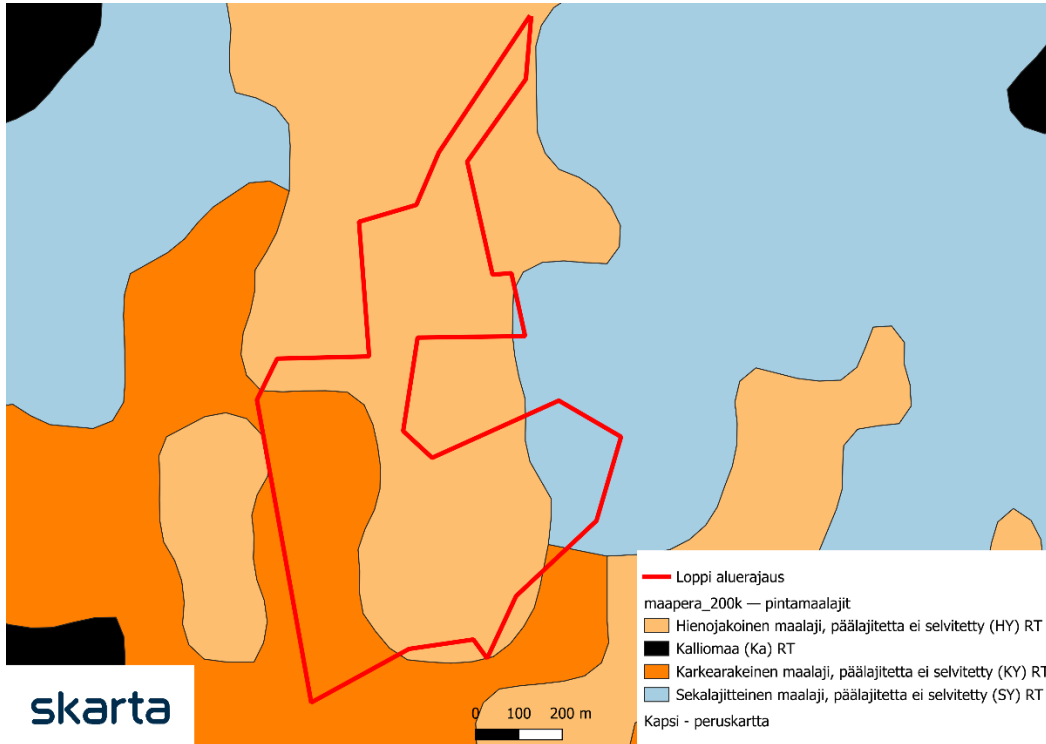 Loppi aluerajaus
maapera_200k — pintamaalajit
Hienojakoinen maalaji, päälajitetta ei selvitetty (HY) RT
Kalliomaa (Ka) RT
Karkearakeinen maalaji, päälajitetta ei selvitetty (KY) RT
Sekalajitteinen maalaji, päälajitetta ei selvitetty (SY) RT
Kapsi - peruskartta
skarta
0 100 200 m